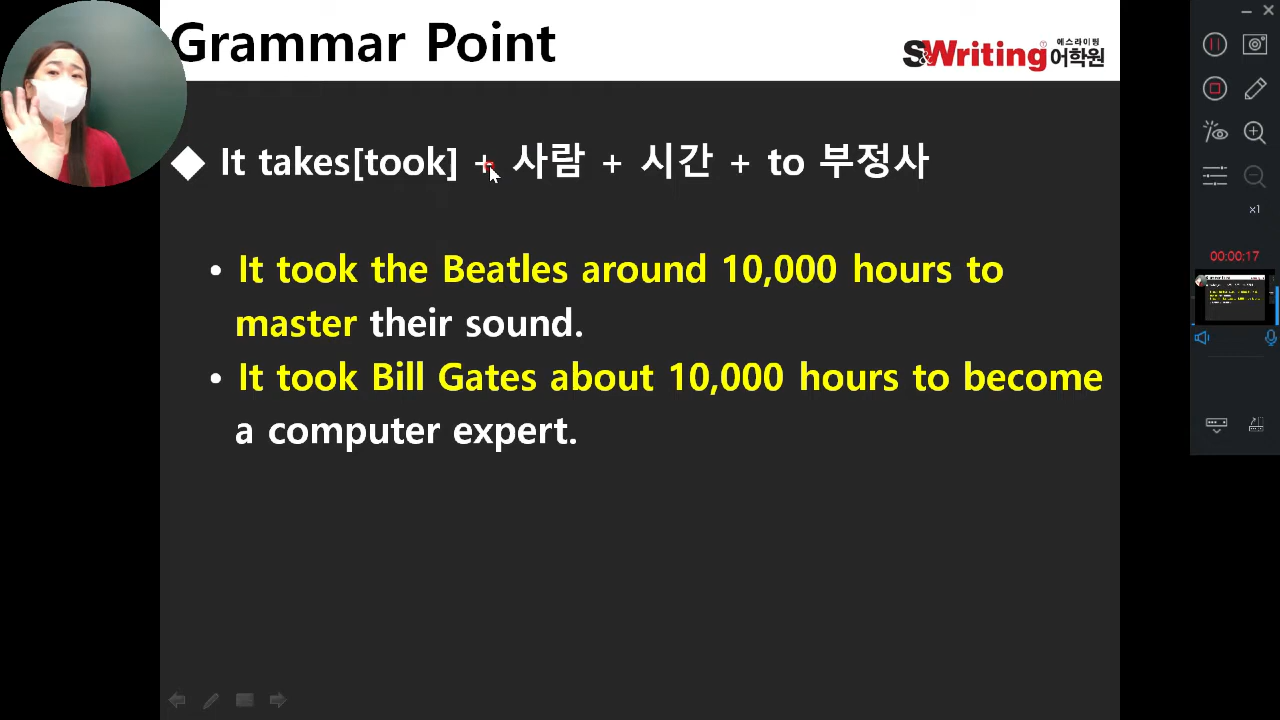 Grammar Point
S&Writing 에스라이팅 어학원
◆ It takes[took] + 사람 + 시간 + to 부정사
• It took the Beatles around 10,000 hours to
master their sound.
• It took Bill Gates about 10,000 hours to become
a computer expert.
x1
00:00:17